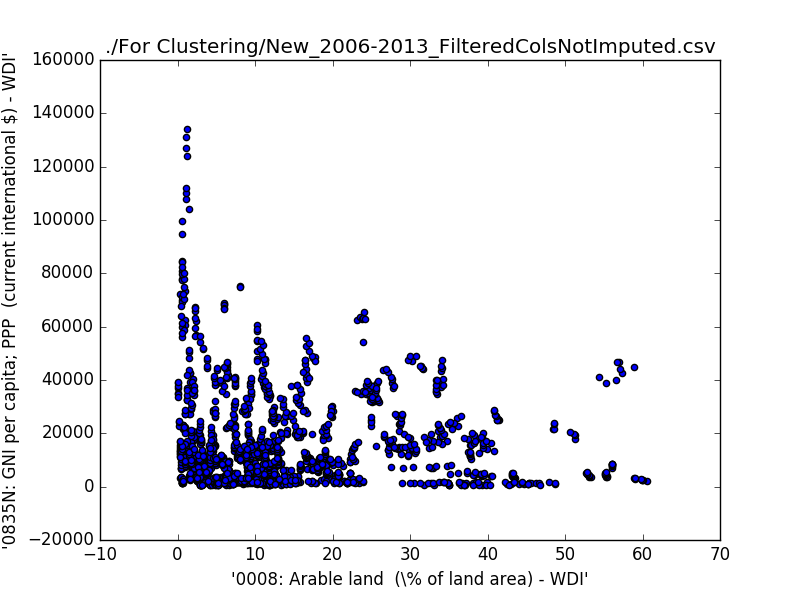 ./For Clustering/New_2006-2013_FilteredColsNotImputed.csv
'0835N: GNI per capita; PPP  (current international $) - WDI'
160000
140000
120000
100000
80000
60000
40000
20000
0
−20000
−10 0 10 20 30 40 50 60 70
'0008: Arable land  (\% of land area) - WDI'